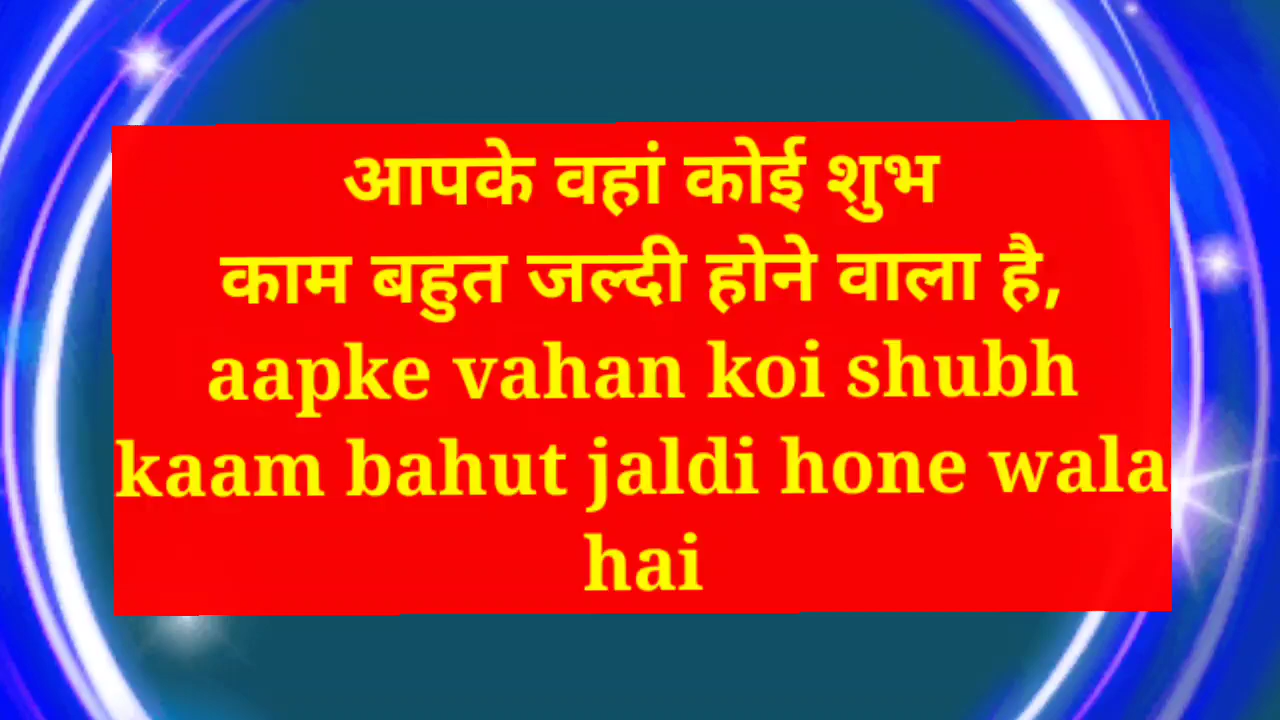 आपके वहां कोई शुभ
काम बहुत जल्दी होने वाला है,
aapke vahan koi shubh
kaam bahut jaldi hone wala
hai